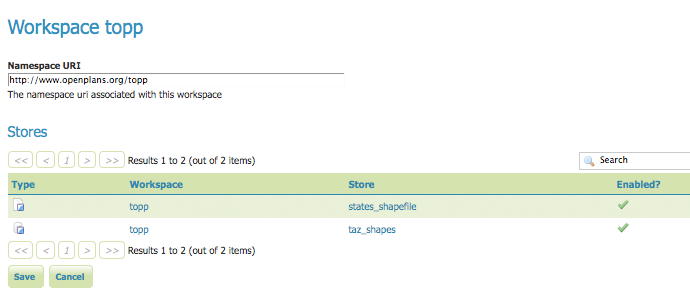 Workspace topp
Namespace URI
http://www.openplans.org/topp
The namespace uri associated with this workspace
Stores
<< < 1 > >> Results 1 to 2 (out of 2 items) Search
Type Workspace Store Enabled?
topp states_shapefile
topp taz_shapes
<< < 1 > >> Results 1 to 2 (out of 2 items)
Save Cancel